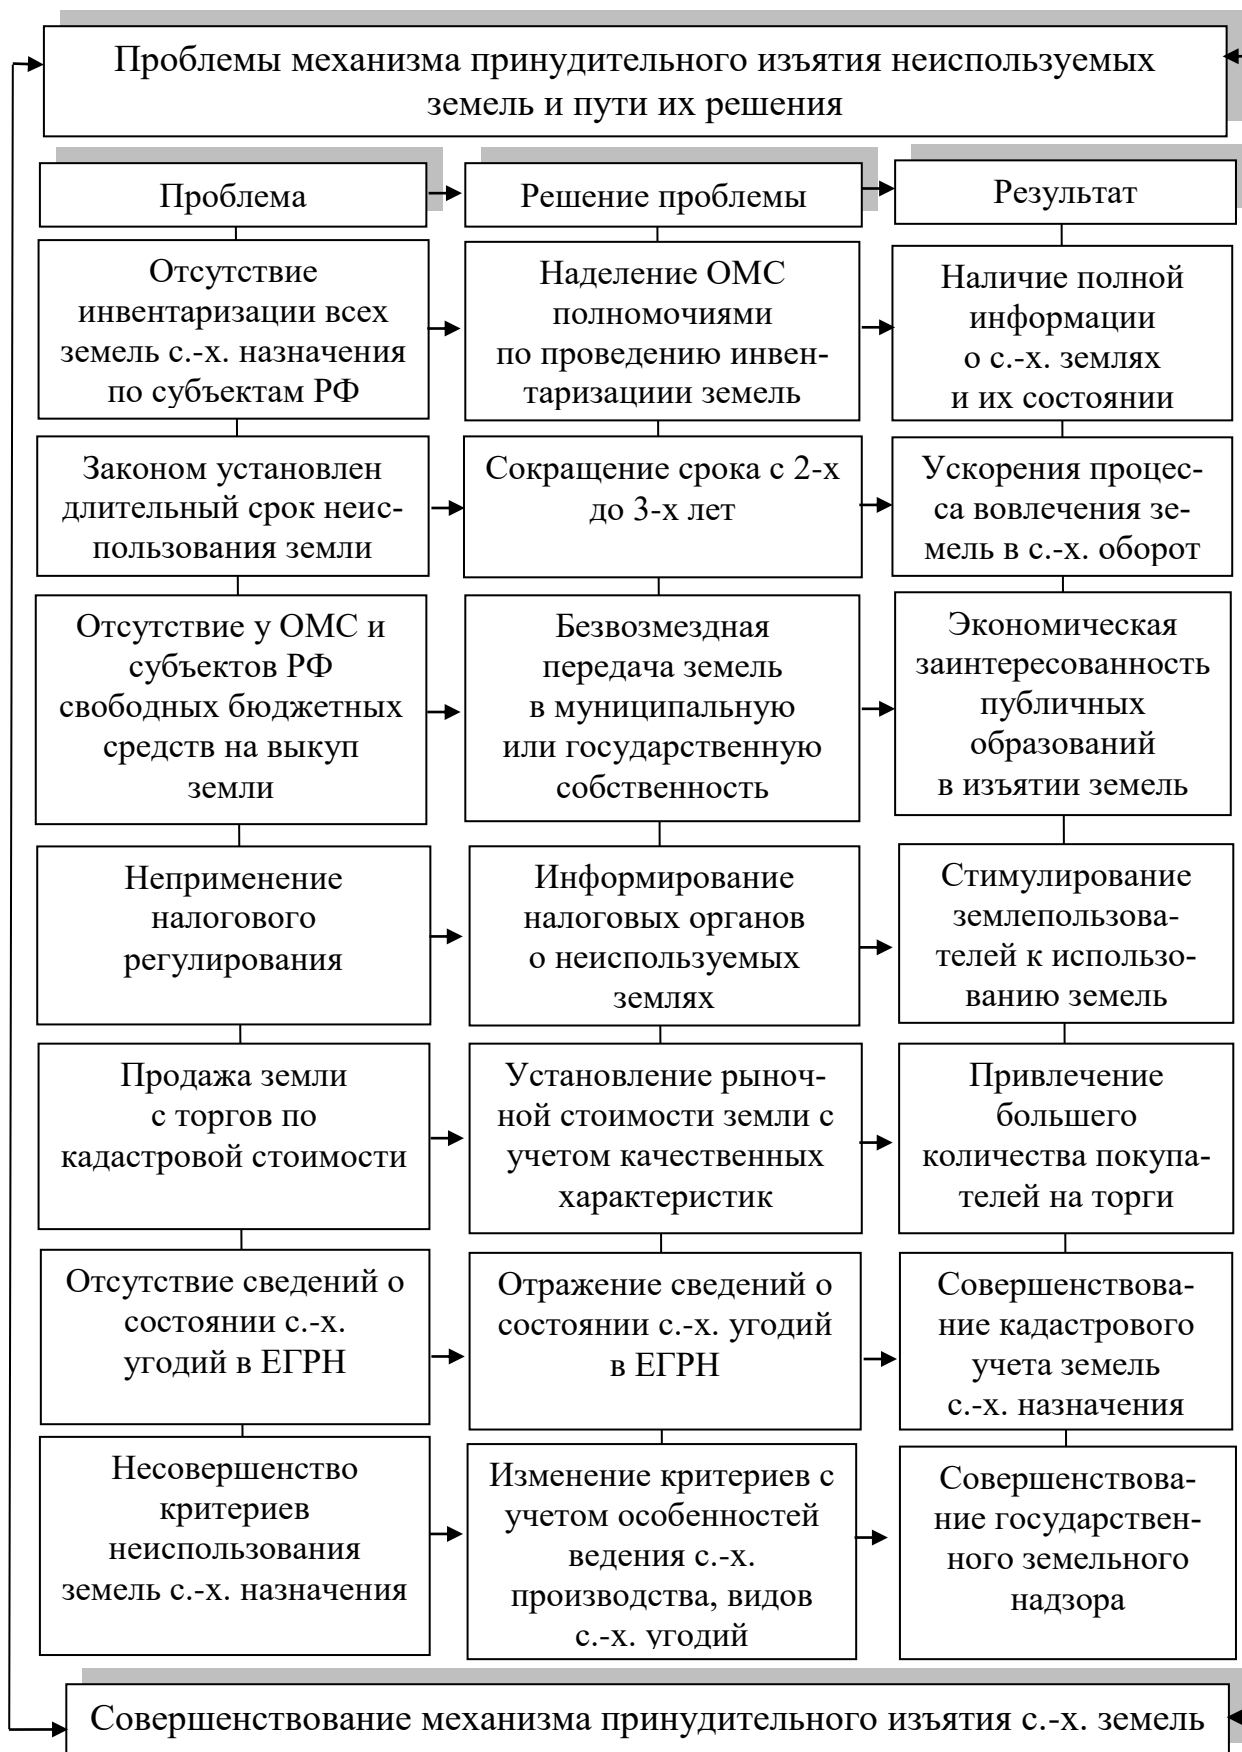 Проблемы механизма принудительного изъятия неиспользуемых
земель и пути их решения
Проблема
Решение проблемы
Результат
Отсутствие
инвентаризации всех
земель с.-х. назначения
по субъектам РФ
Наделение ОМС
полномочиями
по проведению инвен-
таризациии земель
Наличие полной
информации
о с.-х. землях
и их состоянии
Законом установлен
длительный срок неис-
пользования земли
Сокращение срока с 2-х
до 3-х лет
Ускорения процес-
са вовлечения зе-
мель в с.-х. оборот
Отсутствие у ОМС и
субъектов РФ
свободных бюджетных
средств на выкуп
земли
Безвозмездная
передача земель
в муниципальную
или государственную
собственность
Экономическая
заинтересованность
публичных
образований
в изъятии земель
Неприменение
налогового
регулирования
Информирование
налоговых органов
о неиспользуемых
землях
Стимулирование
землепользова-
телей к использо-
ванию земель
Продажа земли
с торгов по
кадастровой стоимости
Установление рыноч-
ной стоимости земли с
учетом качественных
характеристик
Привлечение
большего
количества покупа-
телей на торги
Отсутствие сведений о
состоянии с.-х.
угодий в ЕГРН
Отражение сведений о
состоянии с.-х. угодий
в ЕГРН
Совершенствова-
ние кадастрового
учета земель
с.-х. назначения
Несовершенство
критериев
неиспользования
земель с.-х. назначения
Изменение критериев с
учетом особенностей
ведения с.-х.
производства, видов
с.-х. угодий
Совершенствова-
ние государствен-
ного земельного
надзора
Совершенствование механизма принудительного изъятия с.-х. земель